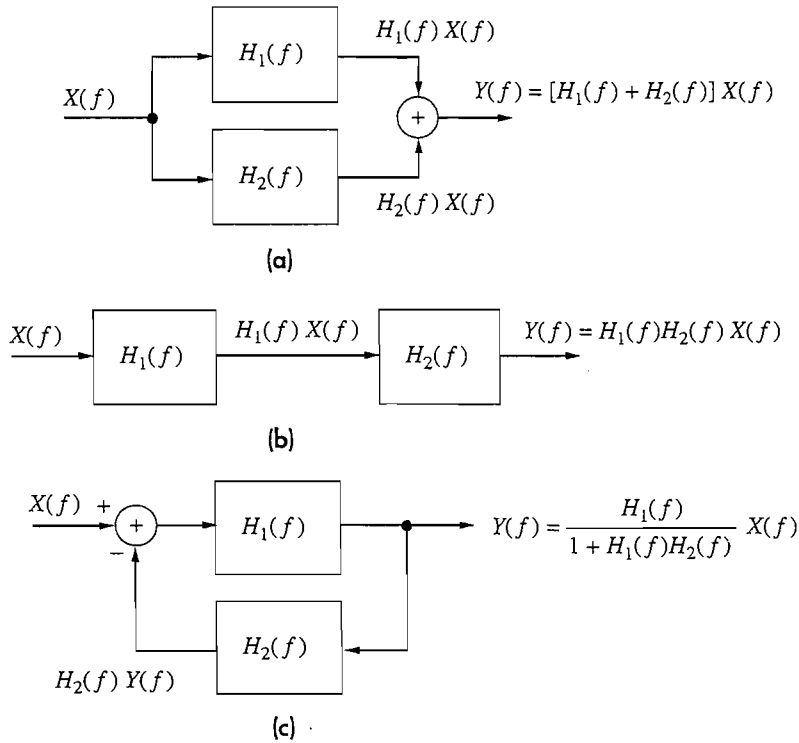 H₁(f)
H₁(f) X(f)
X(f)
+
Y(f) = [H₁(f) + H₂(f)] X(f)
H₂(f)
H₂(f) X(f)
(a)
X(f)
H₁(f)
H₁(f) X(f)
H₂(f)
Y(f) = H₁(f)H₂(f) X(f)
(b)
X(f) +
+
−
H₁(f)
Y(f) = H₁(f) / 1 + H₁(f)H₂(f) X(f)
H₂(f)
H₂(f) Y(f)
(c)